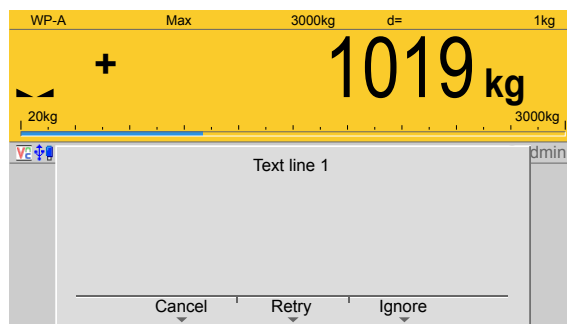 WP-A Max 3000kg d= 1kg
+ 1019 kg
20kg 3000kg
dmin
Text line 1
Cancel Retry Ignore